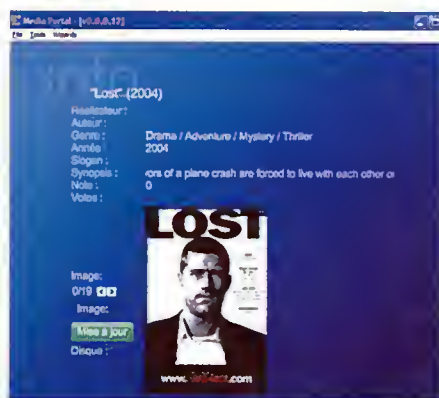 Media Portal - [v0.0.0.12]
File Tools Wizards
info
"Lost" (2004)
Realisateur :
Auteur :
Genre : Drama / Adventure / Mystery / Thriller
Année 2004
Slogan :
Synopsis : ors of a plane crash are forced to live with each other or
Note : 0
Votes :
LOST
Image:
0/19
Image:
Mise à jour
Disque :
www. .com